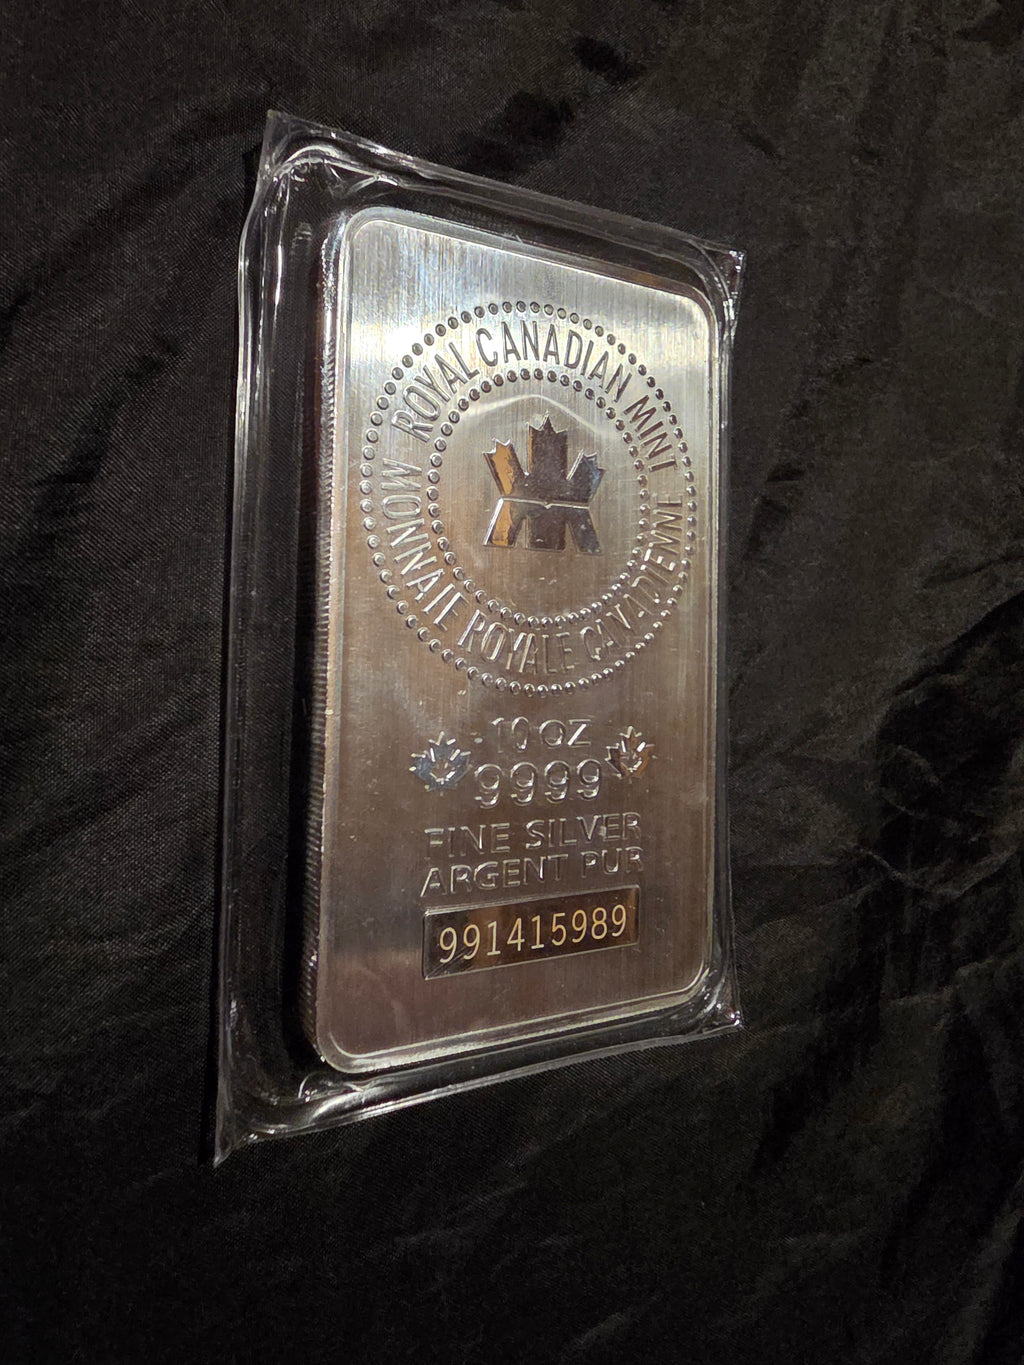 ROYAL CANADIAN MINT
MONNAIE ROYALE CANADIENNE
10 OZ
9999
FINE SILVER
ARGENT PUR
991415989